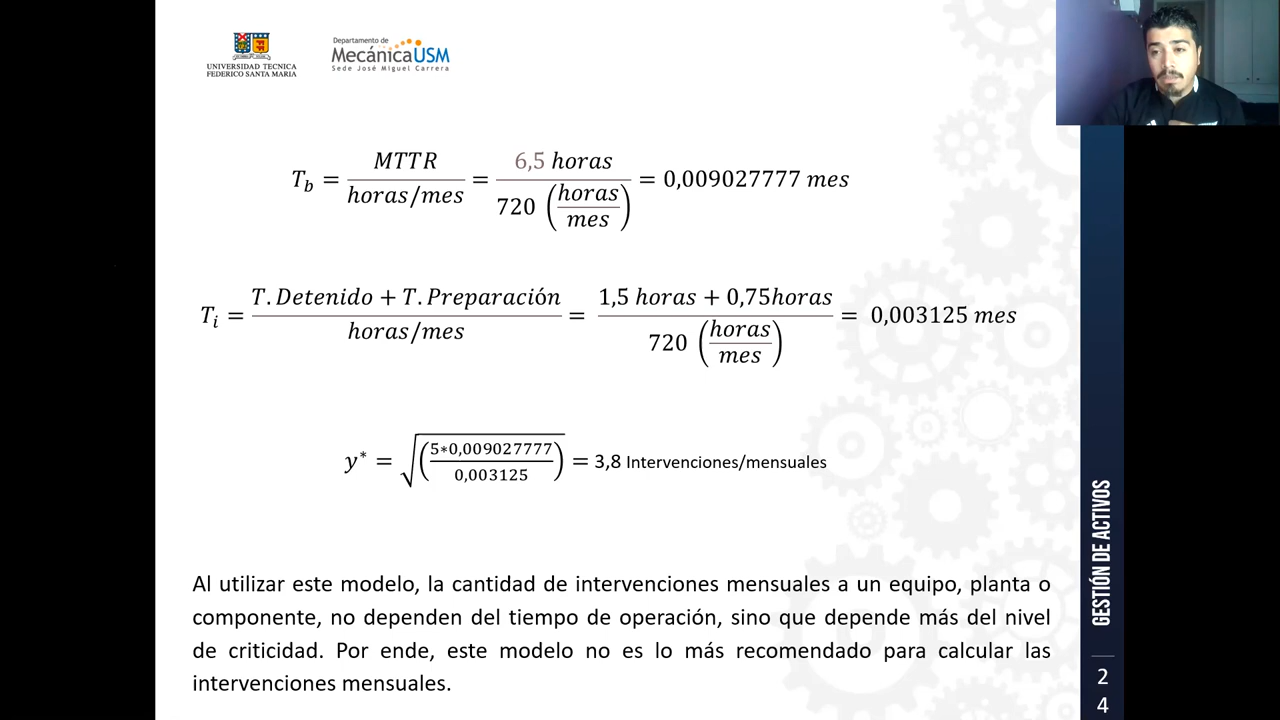 UNIVERSIDAD TECNICA
FEDERICO SANTA MARIA
Departamento de
MecánicaUSM
Sede José Miguel Carrera
T_b = MTTR / horas/mes = 6,5 horas / 720 (horas/mes) = 0,009027777 mes
T_i = T.Detenido + T.Preparación / horas/mes = 1,5 horas + 0,75horas / 720 (horas/mes) = 0,003125 mes
y* = √(5*0,009027777 / 0,003125) = 3,8 Intervenciones/mensuales
Al utilizar este modelo, la cantidad de intervenciones mensuales a un equipo, planta o
componente, no dependen del tiempo de operación, sino que depende más del nivel
de criticidad. Por ende, este modelo no es lo más recomendado para calcular las
intervenciones mensuales.
GESTIÓN DE ACTIVOS
2
4